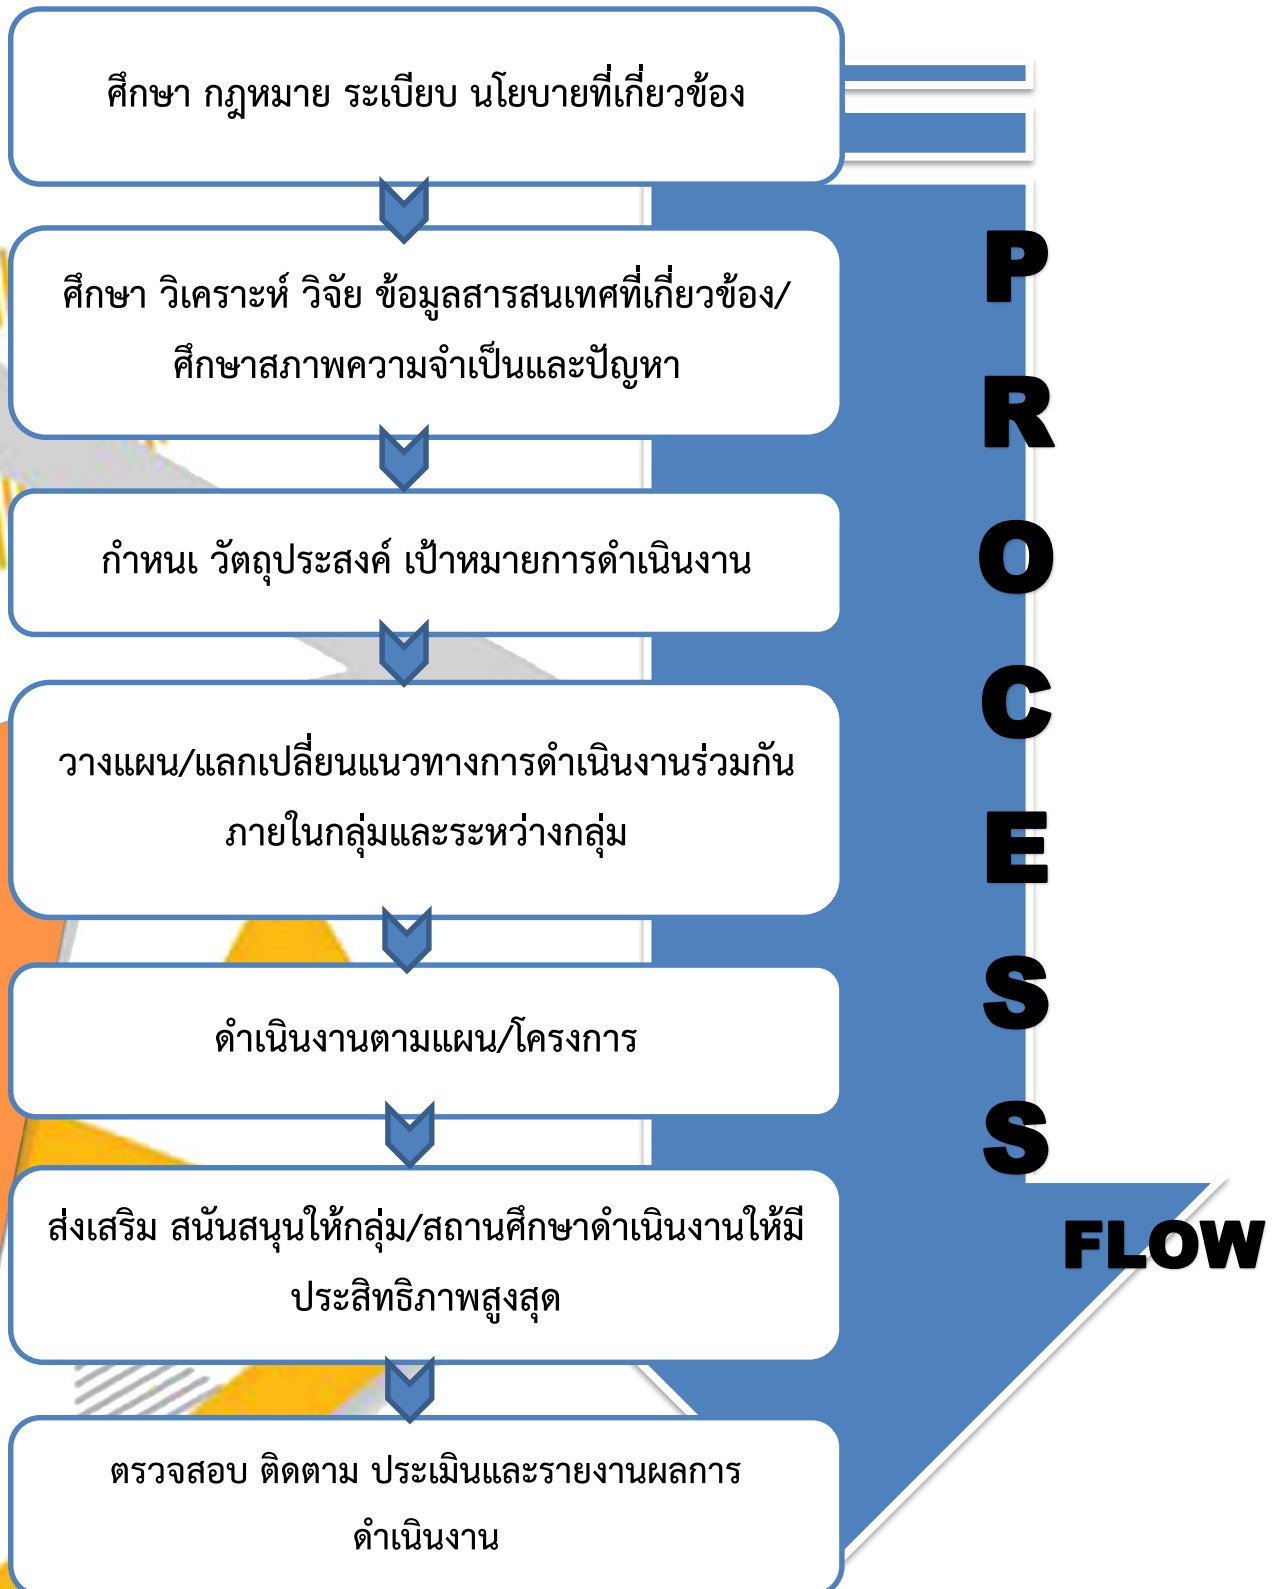 ศึกษา กฎหมาย ระเบียบ นโยบายที่เกี่ยวข้อง
ศึกษา วิเคราะห์ วิจัย ข้อมูลสารสนเทศที่เกี่ยวข้อง/
ศึกษาสภาพความจำเป็นและปัญหา
กำหนเ วัตถุประสงค์ เป้าหมายการดำเนินงาน
วางแผน/แลกเปลี่ยนแนวทางการดำเนินงานร่วมกัน
ภายในกลุ่มและระหว่างกลุ่ม
ดำเนินงานตามแผน/โครงการ
ส่งเสริม สนันสนุนให้กลุ่ม/สถานศึกษาดำเนินงานให้มี
ประสิทธิภาพสูงสุด
ตรวจสอบ ติดตาม ประเมินและรายงานผลการ
ดำเนินงาน
P
R
O
C
E
S
S
FLOW